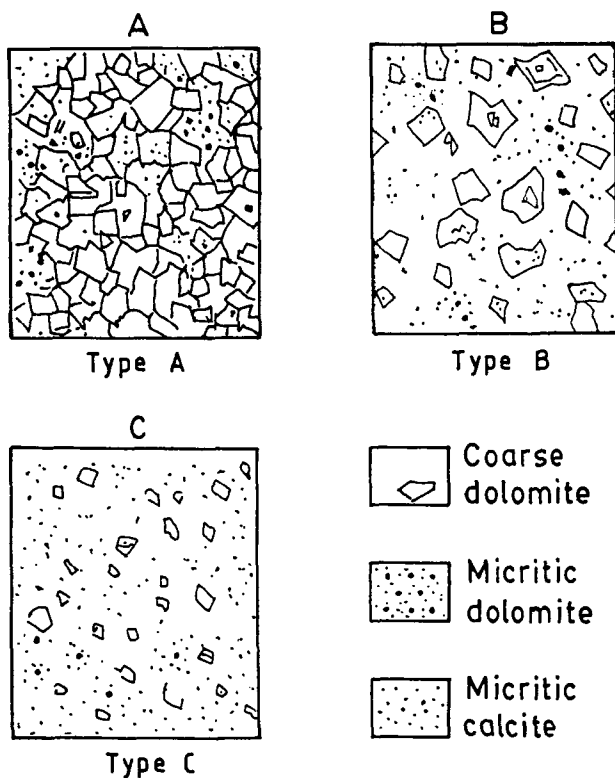 A
B
Type A
Type B
C
Type C
Coarse
dolomite
Micritic
dolomite
Micritic
calcite